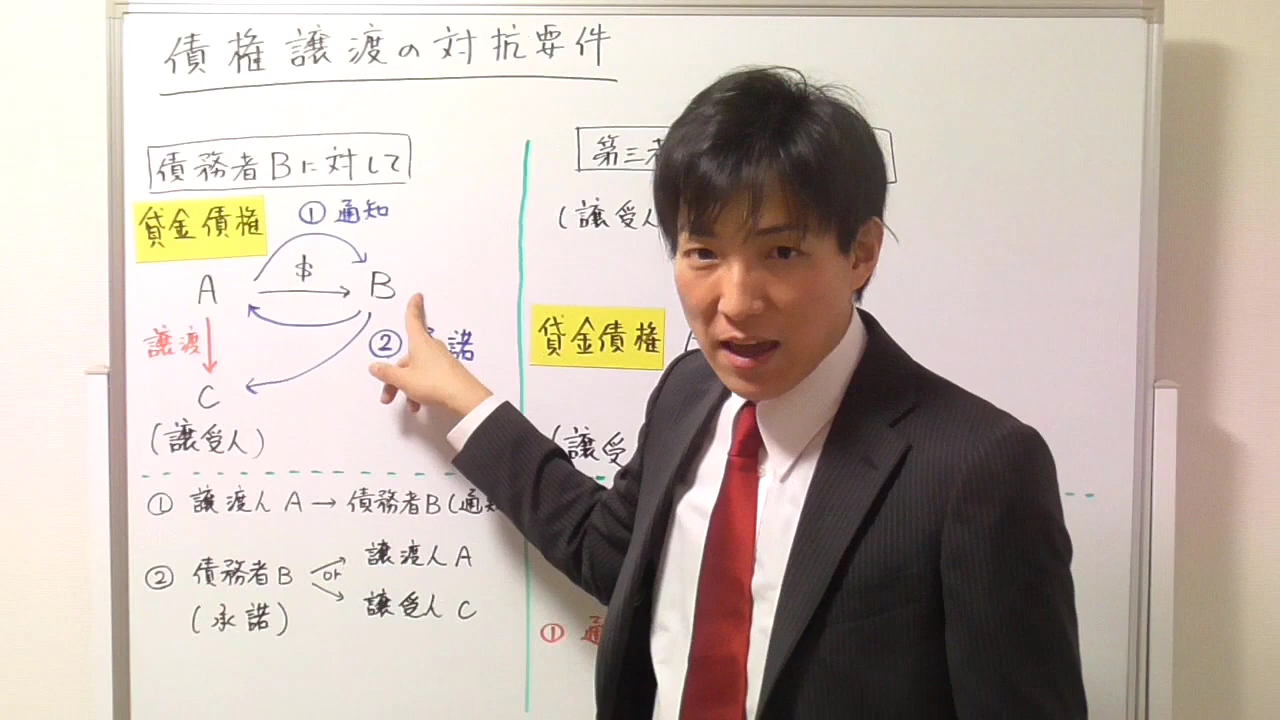 債権譲渡の対抗要件
債務者Bに対して
貸金債権
① 通知
$
A
B
譲渡
② 諾
C
(譲受人)
① 譲渡人 A → 債務者B (通知
② 債務者B
or
譲渡人 A
譲受人 C
(承諾)
第三者
(譲受人
貸金債権
(譲受
① 通